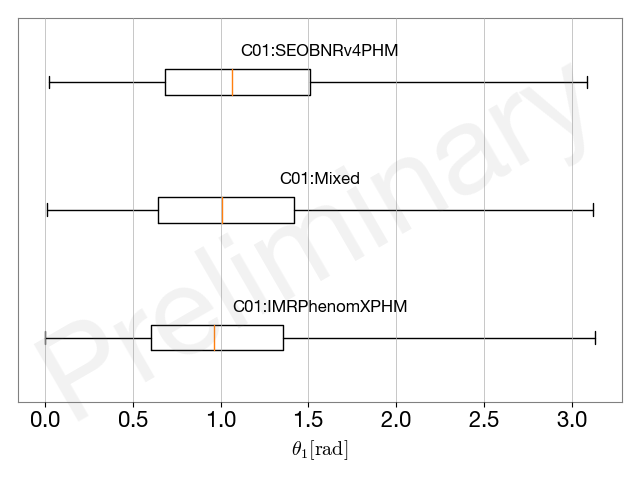 C01:SEOBNRv4PHM
C01:Mixed
C01:IMRPhenomXPHM
Preliminary
0.0 0.5 1.0 1.5 2.0 2.5 3.0
θ₁[rad]